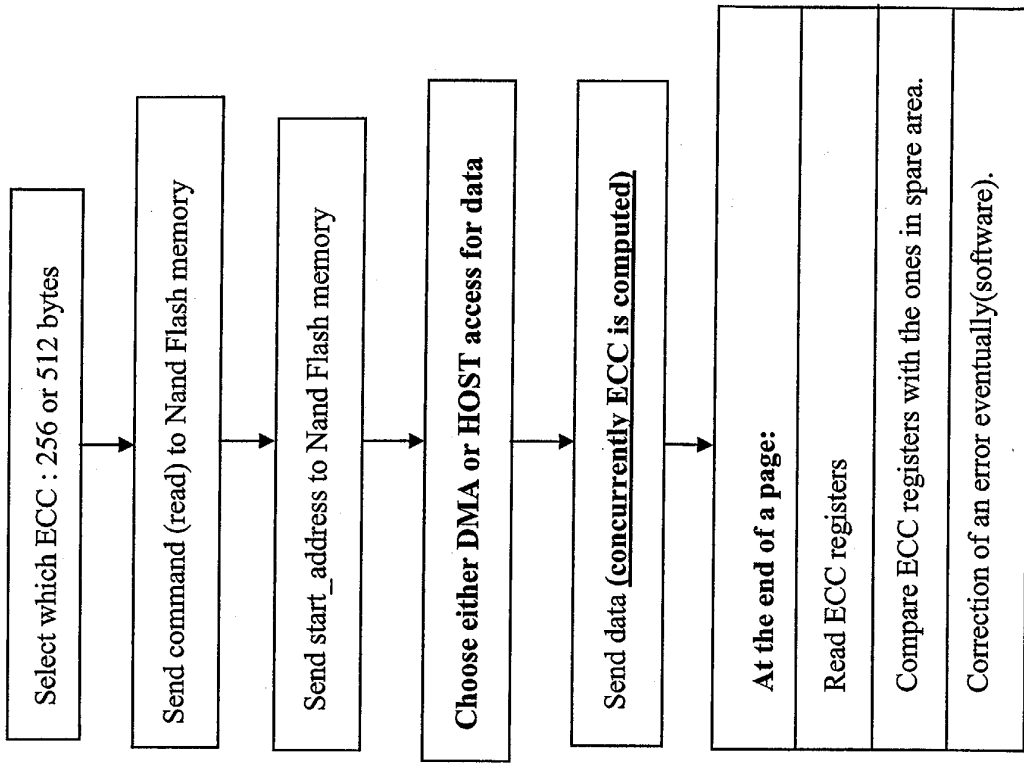 Select which ECC : 256 or 512 bytes
Send command (read) to Nand Flash memory
Send start_address to Nand Flash memory
Choose either DMA or HOST access for data
Send data (concurrently ECC is computed)
At the end of a page:
Read ECC registers
Compare ECC registers with the ones in spare area.
Correction of an error eventually(software).